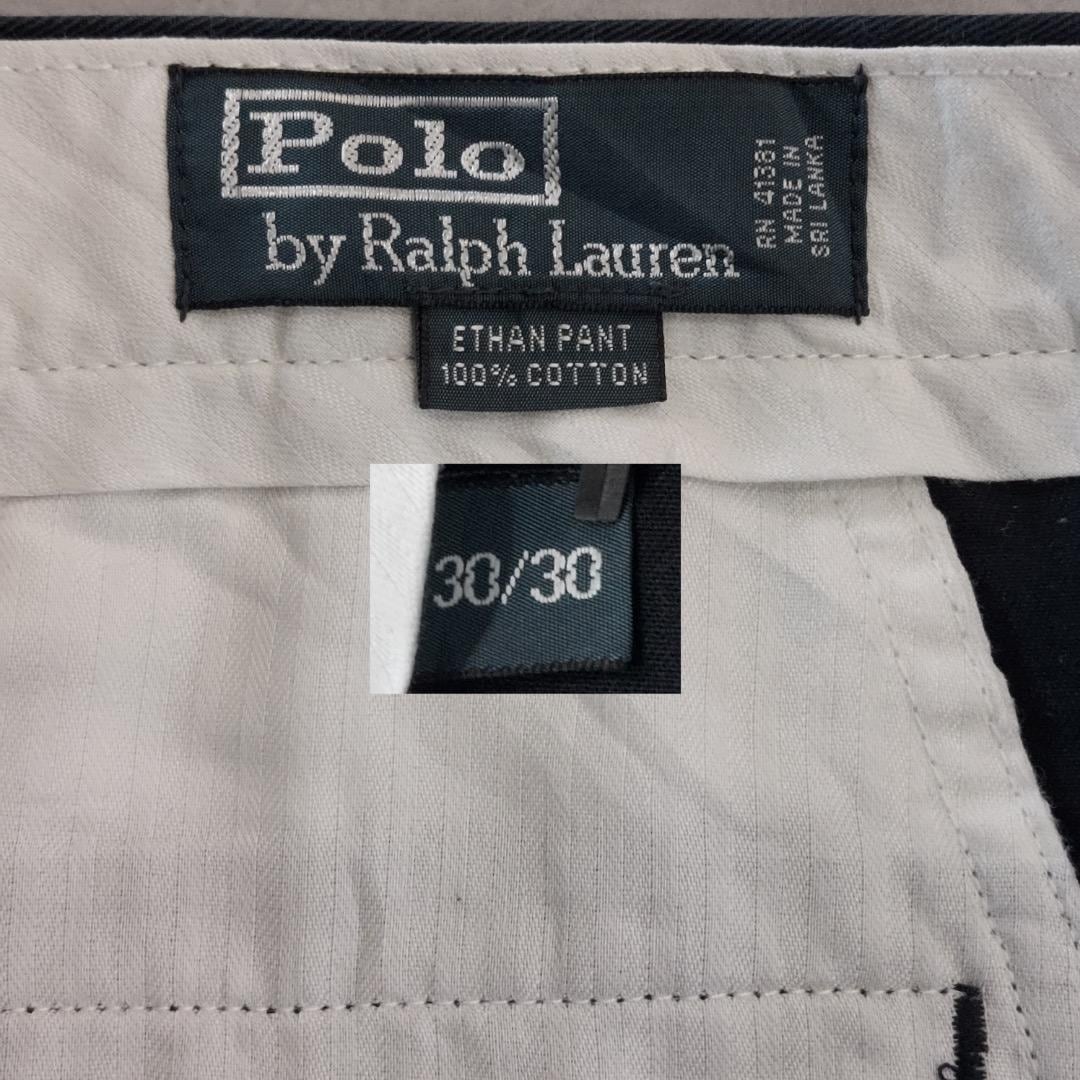 Polo
by Ralph Lauren
RN 41381
MADE IN
SRI LANKA
ETHAN PANT
100% COTTON
30/30